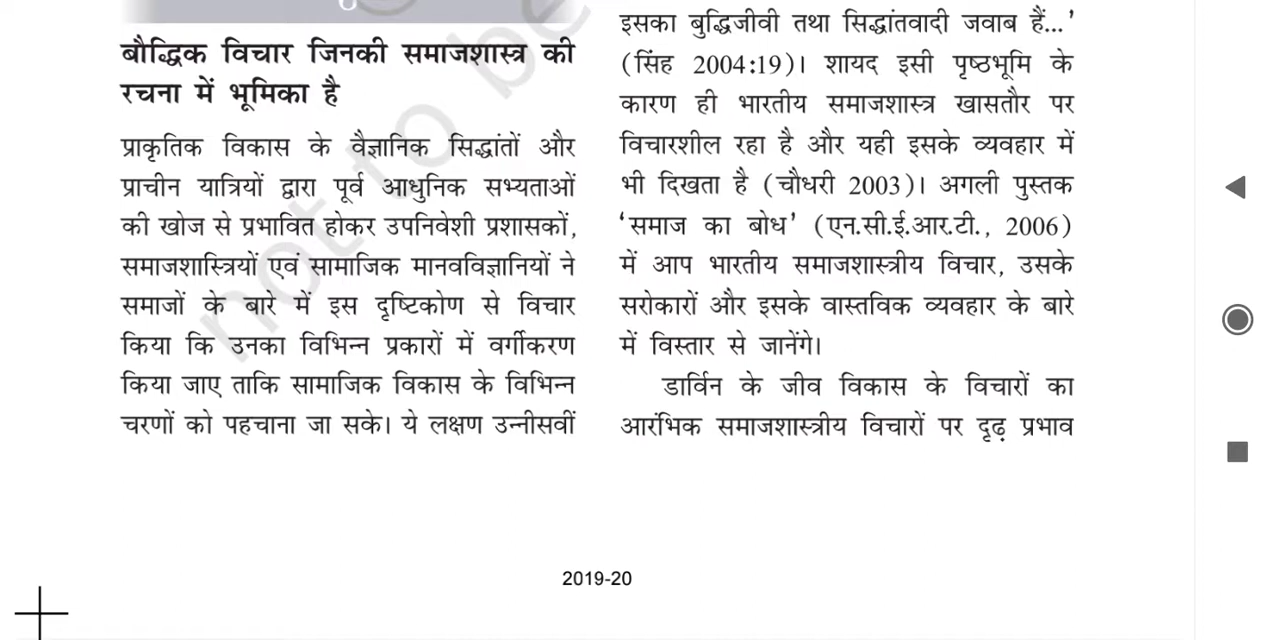 बौद्धिक विचार जिनकी समाजशास्त्र की
रचना में भूमिका है
प्राकृतिक विकास के वैज्ञानिक सिद्धांतों और
प्राचीन यात्रियों द्वारा पूर्व आधुनिक सभ्यताओं
की खोज से प्रभावित होकर उपनिवेशी प्रशासकों,
समाजशास्त्रियों एवं सामाजिक मानवविज्ञानियों ने
समाजों के बारे में इस दृष्टिकोण से विचार
किया कि उनका विभिन्न प्रकारों में वर्गीकरण
किया जाए ताकि सामाजिक विकास के विभिन्न
चरणों को पहचाना जा सके। ये लक्षण उन्नीसवीं
इसका बुद्धिजीवी तथा सिद्धांतवादी जवाब हैं...’
(सिंह 2004:19)। शायद इसी पृष्ठभूमि के
कारण ही भारतीय समाजशास्त्र खासतौर पर
विचारशील रहा है और यही इसके व्यवहार में
भी दिखता है (चौधरी 2003)। अगली पुस्तक
‘समाज का बोध’ (एन.सी.ई.आर.टी., 2006)
में आप भारतीय समाजशास्त्रीय विचार, उसके
सरोकारों और इसके वास्तविक व्यवहार के बारे
में विस्तार से जानेंगे।
डार्विन के जीव विकास के विचारों का
आरंभिक समाजशास्त्रीय विचारों पर दृढ़ प्रभाव
not to be
2019-20